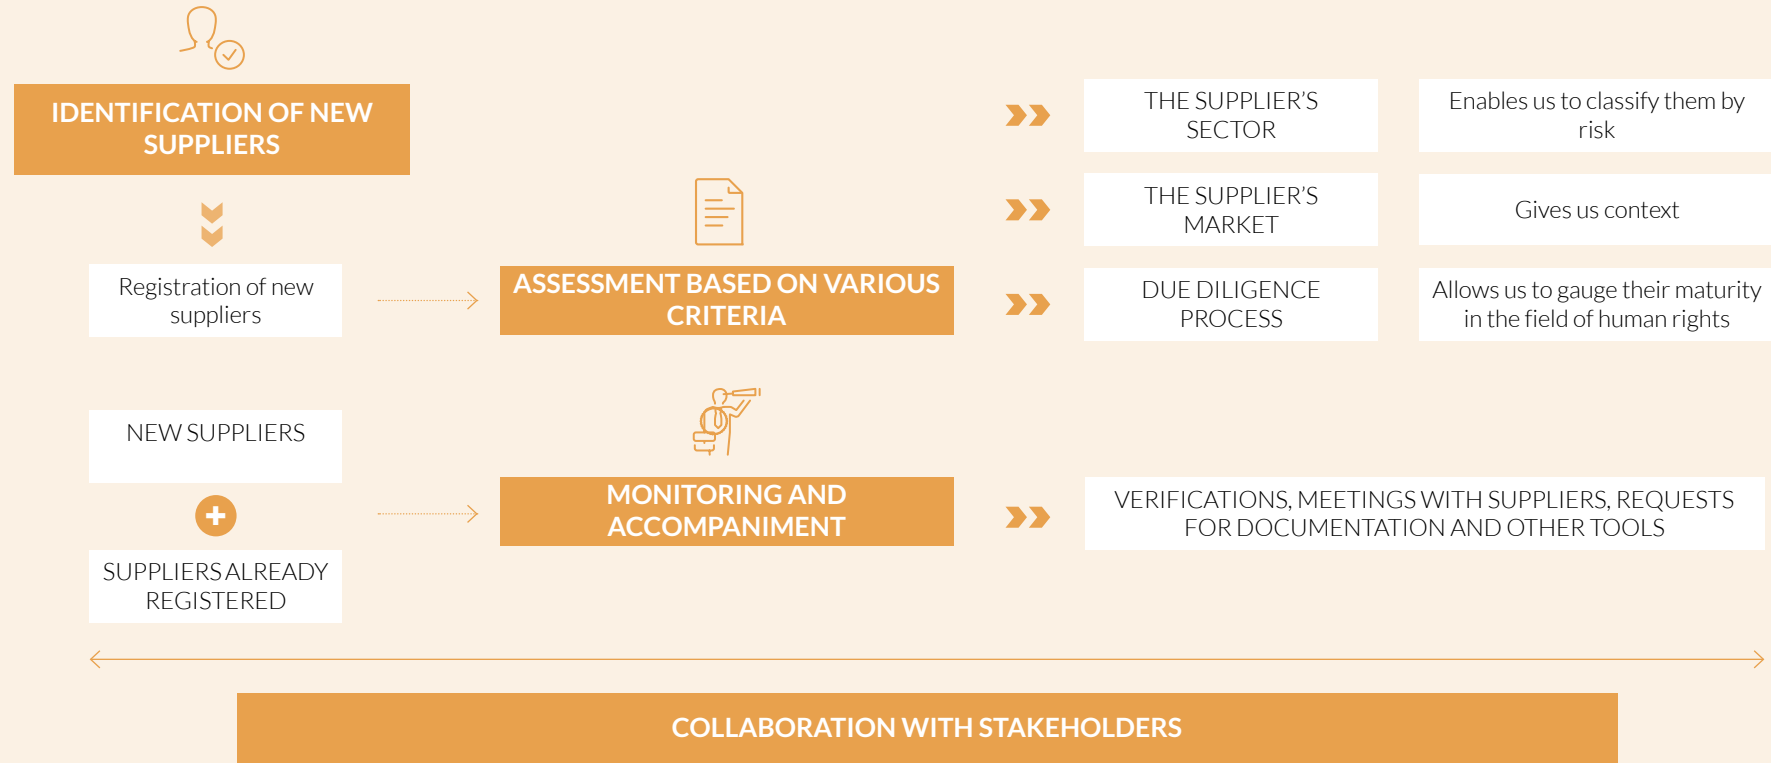 IDENTIFICATION OF NEW
SUPPLIERS
Registration of new
suppliers
ASSESSMENT BASED ON VARIOUS
CRITERIA
THE SUPPLIER’S
SECTOR
Enables us to classify them by
risk
THE SUPPLIER’S
MARKET
Gives us context
DUE DILIGENCE
PROCESS
Allows us to gauge their maturity
in the field of human rights
NEW SUPPLIERS
SUPPLIERS ALREADY
REGISTERED
MONITORING AND
ACCOMPANIMENT
VERIFICATIONS, MEETINGS WITH SUPPLIERS, REQUESTS
FOR DOCUMENTATION AND OTHER TOOLS
COLLABORATION WITH STAKEHOLDERS